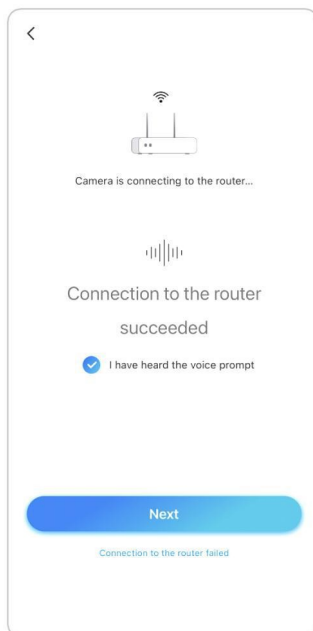 Camera is connecting to the router...
Connection to the router
succeeded
I have heard the voice prompt
Next
Connection to the router failed